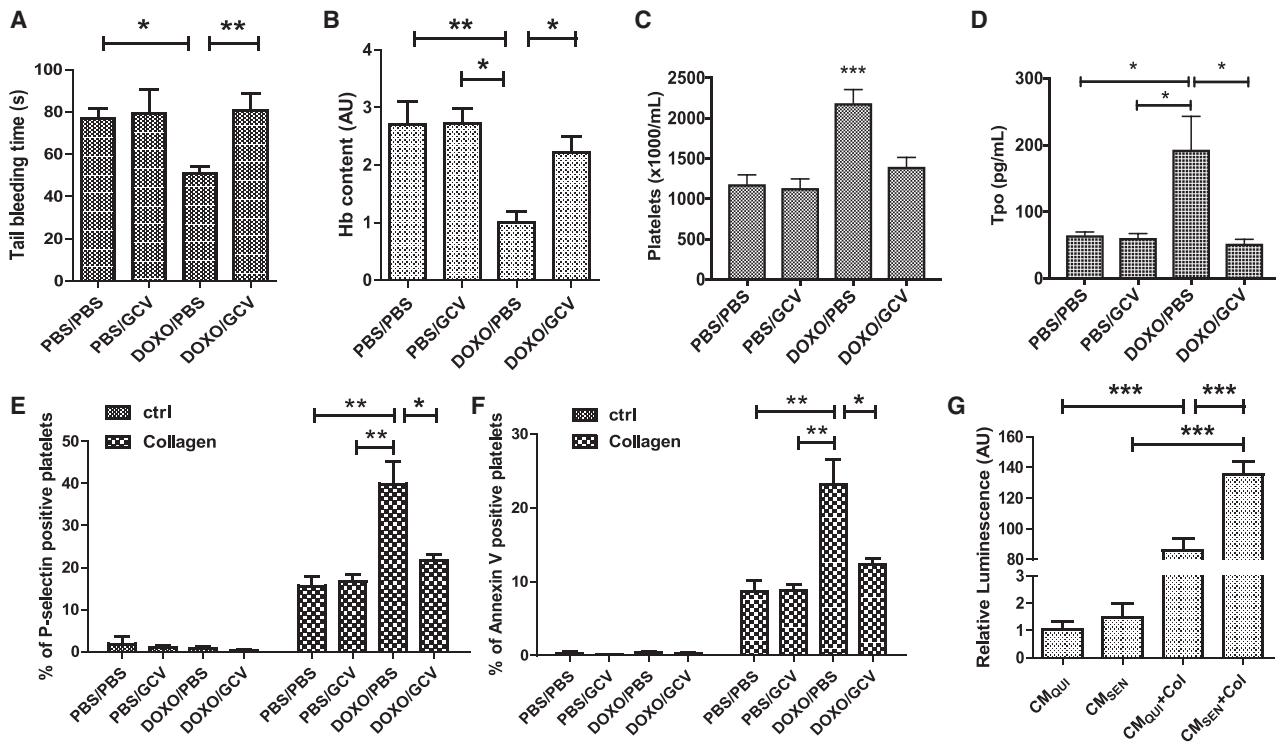 A
* **
Tail bleeding time (s)
100
80
60
40
20
0
PBS/PBS
PBS/GCV
DOXO/PBS
DOXO/GCV
B
** *
*
Hb content (AU)
4
3
2
1
0
PBS/PBS
PBS/GCV
DOXO/PBS
DOXO/GCV
C
***
Platelets (x1000/mL)
2500
2000
1500
1000
500
0
PBS/PBS
PBS/GCV
DOXO/PBS
DOXO/GCV
D
* *
*
Tpo (pg/mL)
300
200
100
0
PBS/PBS
PBS/GCV
DOXO/PBS
DOXO/GCV
E
ctrl
Collagen
** *
**
% of P-selectin positive platelets
50
40
30
20
10
0
PBS/PBS
PBS/GCV
DOXO/PBS
DOXO/GCV
PBS/PBS
PBS/GCV
DOXO/PBS
DOXO/GCV
F
ctrl
Collagen
** *
**
% of Annexin V positive platelets
30
20
10
0
PBS/PBS
PBS/GCV
DOXO/PBS
DOXO/GCV
PBS/PBS
PBS/GCV
DOXO/PBS
DOXO/GCV
G
*** ***
***
Relative Luminescence (AU)
160
140
120
100
80
3
2
1
0
CMQUI
CMSEN
CMQUI+Col
CMSEN+Col